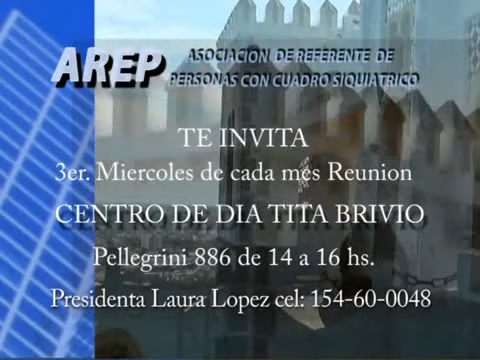 AREP
ASOCIACION DE REFERENTE DE
PERSONAS CON CUADRO SIQUIATRICO
TE INVITA
3er. Miercoles de cada mes Reunion
CENTRO DE DIA TITA BRIVIO
Pellegrini 886 de 14 a 16 hs.
Presidenta Laura Lopez cel: 154-60-0048